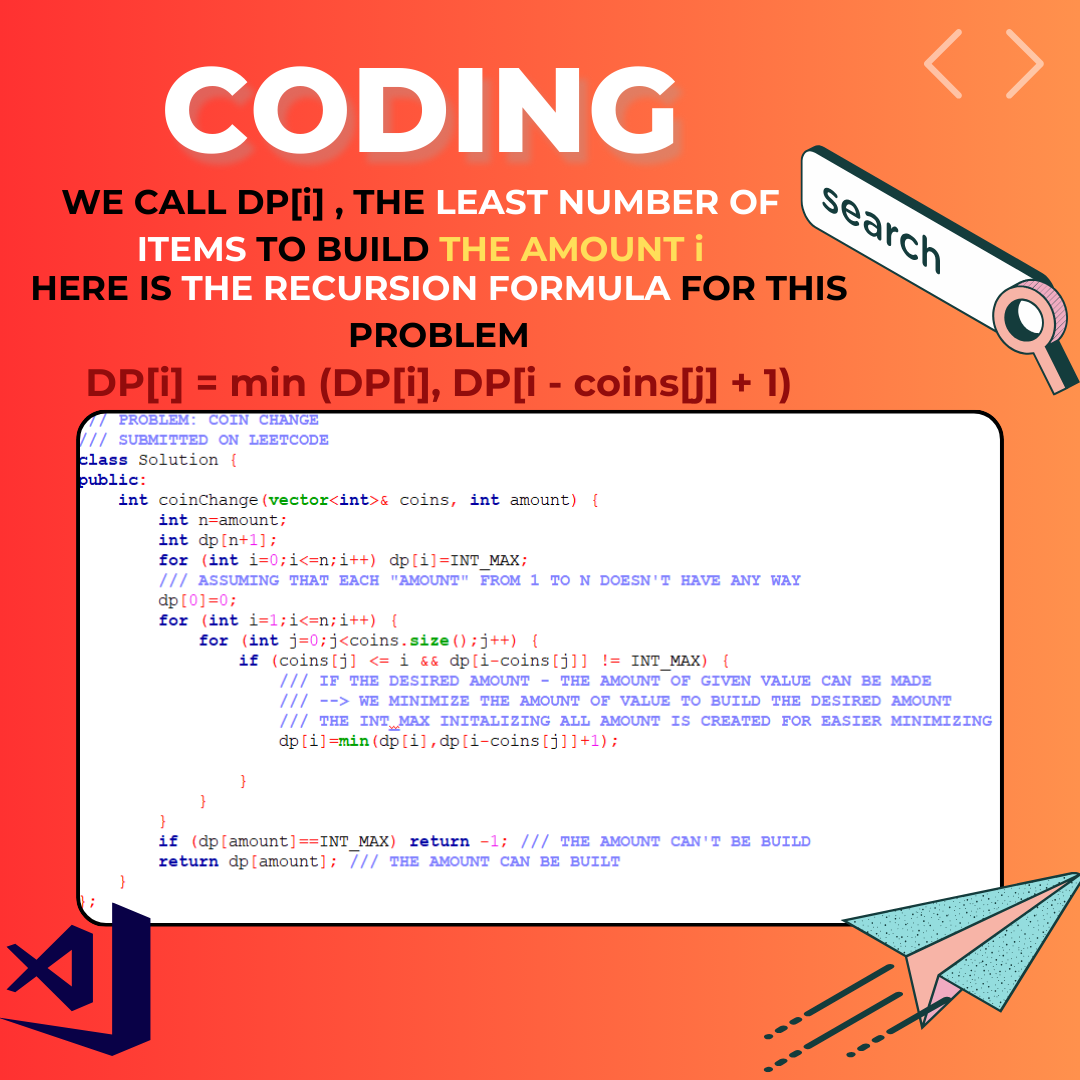 CODING
WE CALL DP[i] , THE LEAST NUMBER OF
ITEMS TO BUILD THE AMOUNT i
HERE IS THE RECURSION FORMULA FOR THIS
PROBLEM
DP[i] = min (DP[i], DP[i - coins[j] + 1)
search
/// PROBLEM: COIN CHANGE
/// SUBMITTED ON LEETCODE
class Solution {
public:
    int coinChange(vector<int>& coins, int amount) {
        int n=amount;
        int dp[n+1];
        for (int i=0;i<=n;i++) dp[i]=INT_MAX;
        /// ASSUMING THAT EACH "AMOUNT" FROM 1 TO N DOESN'T HAVE ANY WAY
        dp[0]=0;
        for (int i=1;i<=n;i++) {
            for (int j=0;j<coins.size();j++) {
                if (coins[j] <= i && dp[i-coins[j]] != INT_MAX) {
                    /// IF THE DESIRED AMOUNT - THE AMOUNT OF GIVEN VALUE CAN BE MADE
                    /// --> WE MINIMIZE THE AMOUNT OF VALUE TO BUILD THE DESIRED AMOUNT
                    /// THE INT_MAX INITALIZING ALL AMOUNT IS CREATED FOR EASIER MINIMIZING
                    dp[i]=min(dp[i],dp[i-coins[j]]+1);
                }
            }
        }
        if (dp[amount]==INT_MAX) return -1; /// THE AMOUNT CAN'T BE BUILD
        return dp[amount]; /// THE AMOUNT CAN BE BUILT
    }
};